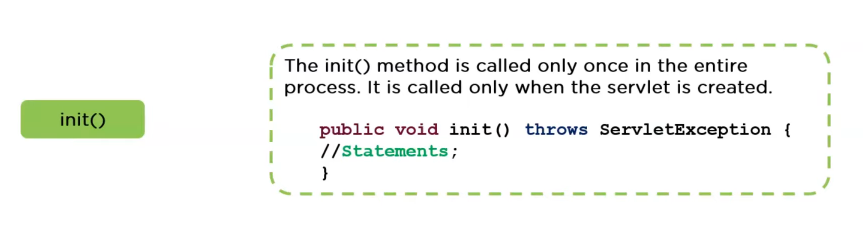 init()
The init() method is called only once in the entire
process. It is called only when the servlet is created.
public void init() throws ServletException {
//Statements;
}